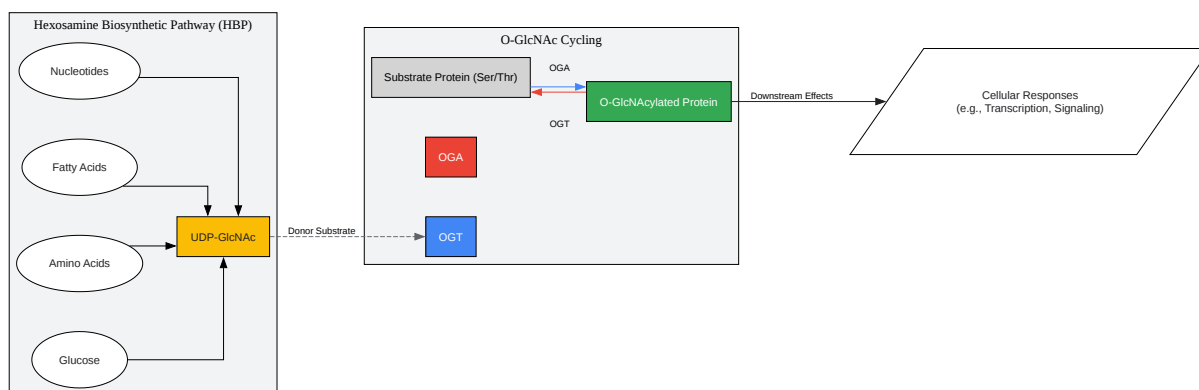 Hexosamine Biosynthetic Pathway (HBP)
Nucleotides
Fatty Acids
Amino Acids
Glucose
UDP-GlcNAc
Donor Substrate
O-GlcNAc Cycling
Substrate Protein (Ser/Thr)
OGA
OGT
O-GlcNAcylated Protein
OGA
OGT
Downstream Effects
Cellular Responses
(e.g., Transcription, Signaling)